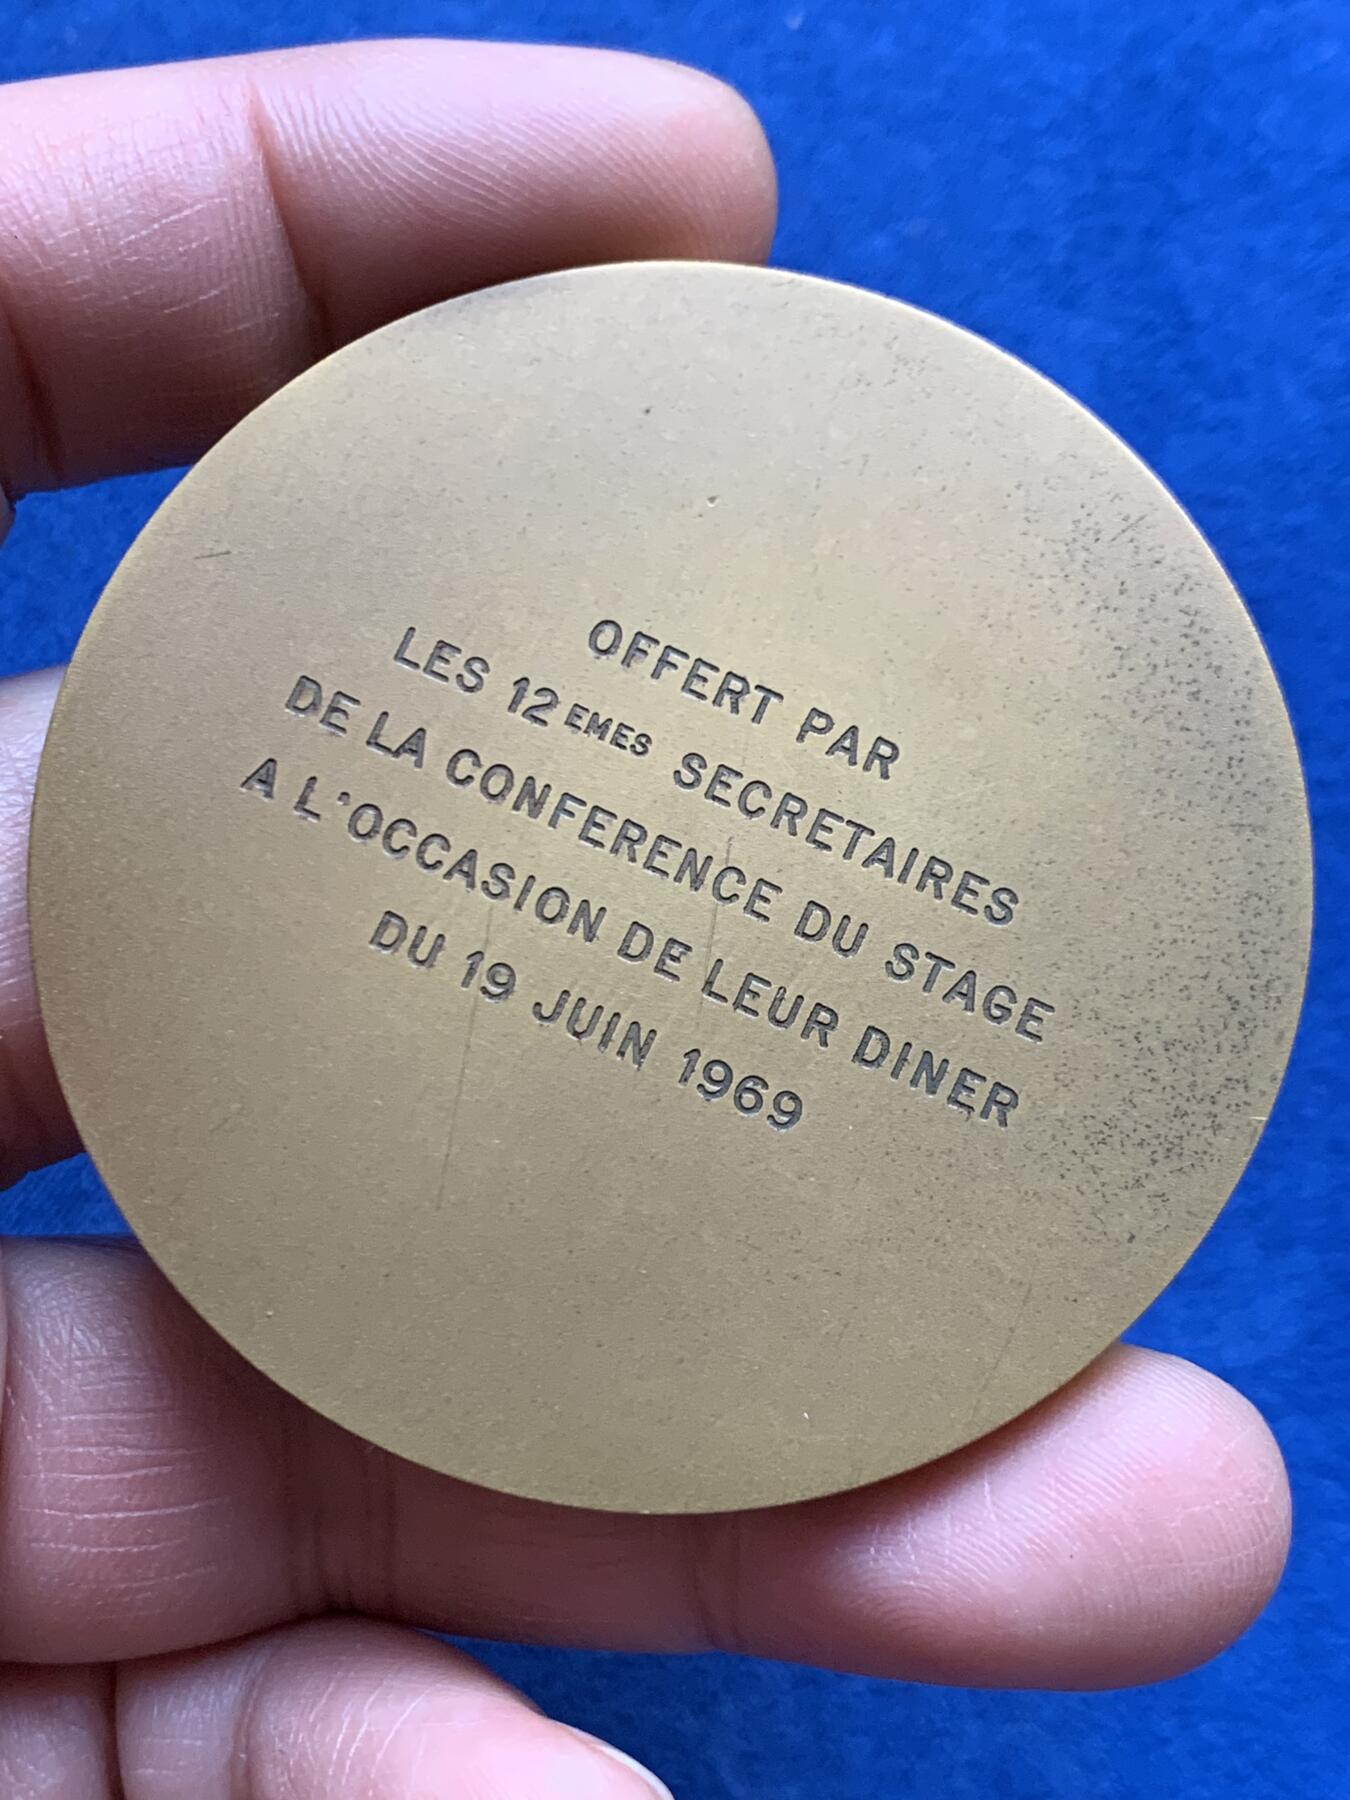 OFFERT PAR
LES 12EMES SECRETAIRES
DE LA CONFERENCE DU STAGE
A L'OCCASION DE LEUR DINER
DU 19 JUIN 1969